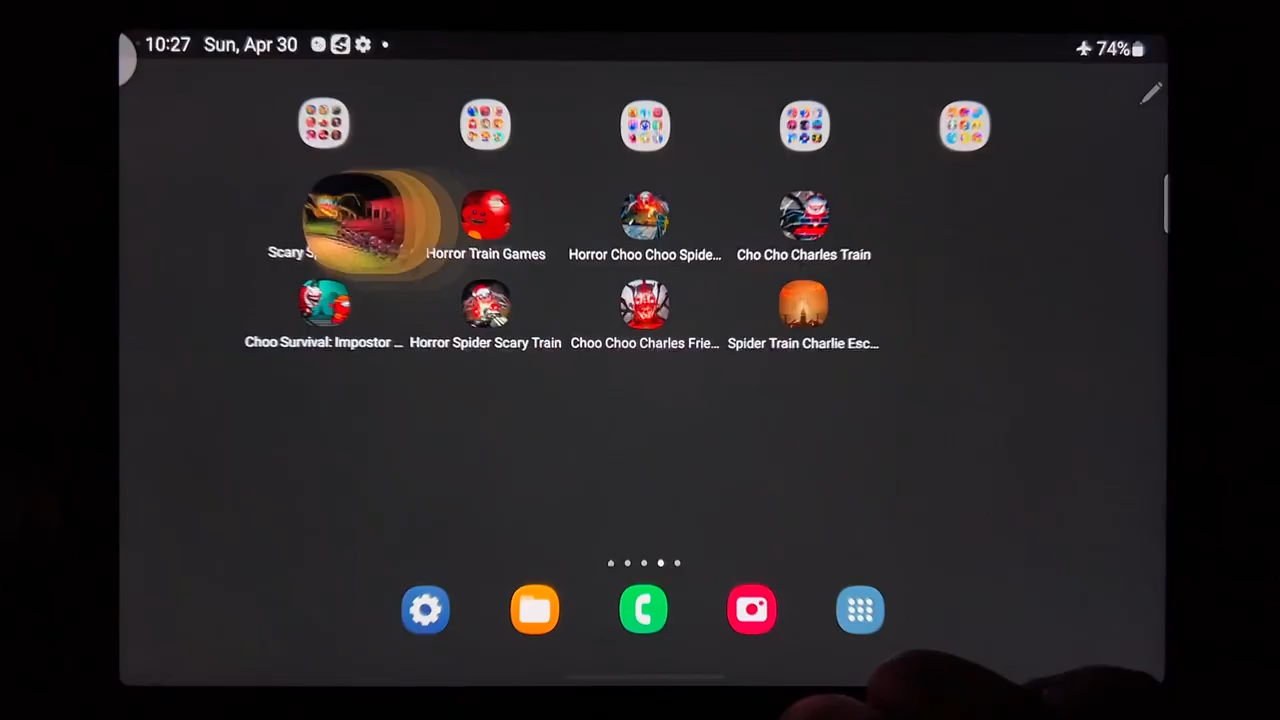 10:27 Sun, Apr 30
74%
Scary S
Horror Train Games
Horror Choo Choo Spide...
Cho Cho Charles Train
Choo Survival: Impostor ...
Horror Spider Scary Train
Choo Choo Charles Frie...
Spider Train Charlie Esc...